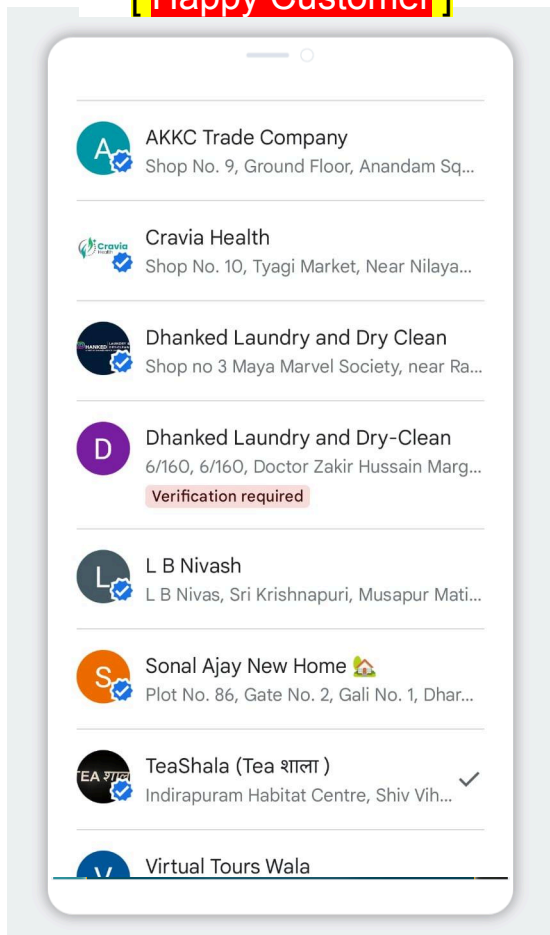 [ Happy Customer ]
A
AKKC Trade Company
Shop No. 9, Ground Floor, Anandam Sq...
Cravia
Health
Cravia Health
Shop No. 10, Tyagi Market, Near Nilaya...
Dhanked Laundry and Dry Clean
Shop no 3 Maya Marvel Society, near Ra...
D
Dhanked Laundry and Dry-Clean
6/160, 6/160, Doctor Zakir Hussain Marg...
Verification required
L
L B Nivash
L B Nivas, Sri Krishnapuri, Musapur Mati...
S
Sonal Ajay New Home 🏡
Plot No. 86, Gate No. 2, Gali No. 1, Dhar...
TEA शाला
TeaShala (Tea शाला )
Indirapuram Habitat Centre, Shiv Vih...
V
Virtual Tours Wala